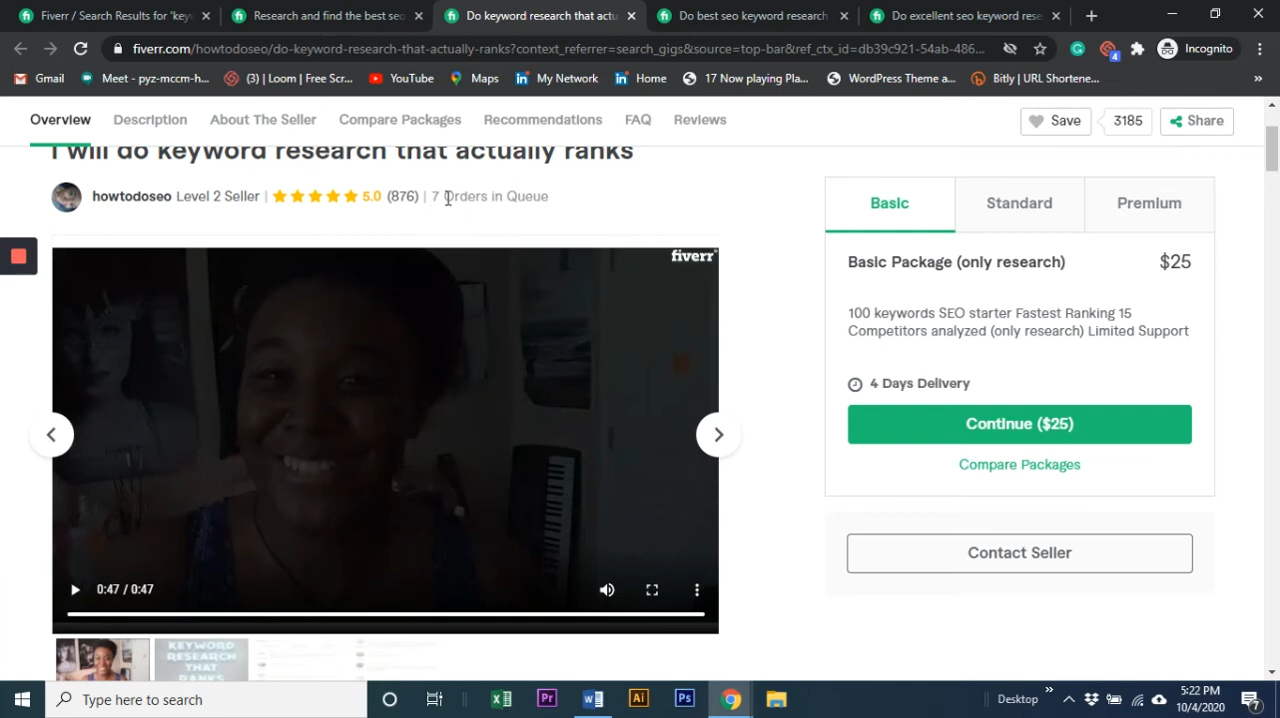 Fiverr / Search Results for 'key
Research and find the best seo
Do keyword research that actu
Do best seo keyword research
Do excellent seo keyword rese
fiverr.com/howtodoseo/do-keyword-research-that-actually-ranks?context_referrer=search_gigs&source=top-bar&ref_ctx_id=db39c921-54ab-486...
4
Incognito
Gmail
Meet - pyz-mccm-h...
(3) | Loom | Free Scr...
YouTube
Maps
My Network
Home
17 Now playing Pla...
WordPress Theme a...
Bitly | URL Shortene...
»
Overview
Description
About The Seller
Compare Packages
Recommendations
FAQ
Reviews
Save
3185
Share
I will do keyword research that actually ranks
howtodoseo Level 2 Seller | 5.0 (876) | 7 Orders in Queue
fiverr
0:47 / 0:47
KEYWORD
RESEARCH
THAT
RANKS
Basic
Standard
Premium
Basic Package (only research)
$25
100 keywords SEO starter Fastest Ranking 15
Competitors analyzed (only research) Limited Support
4 Days Delivery
Continue ($25)
Compare Packages
Contact Seller
Type here to search
Desktop
»
5:22 PM
10/4/2020
7